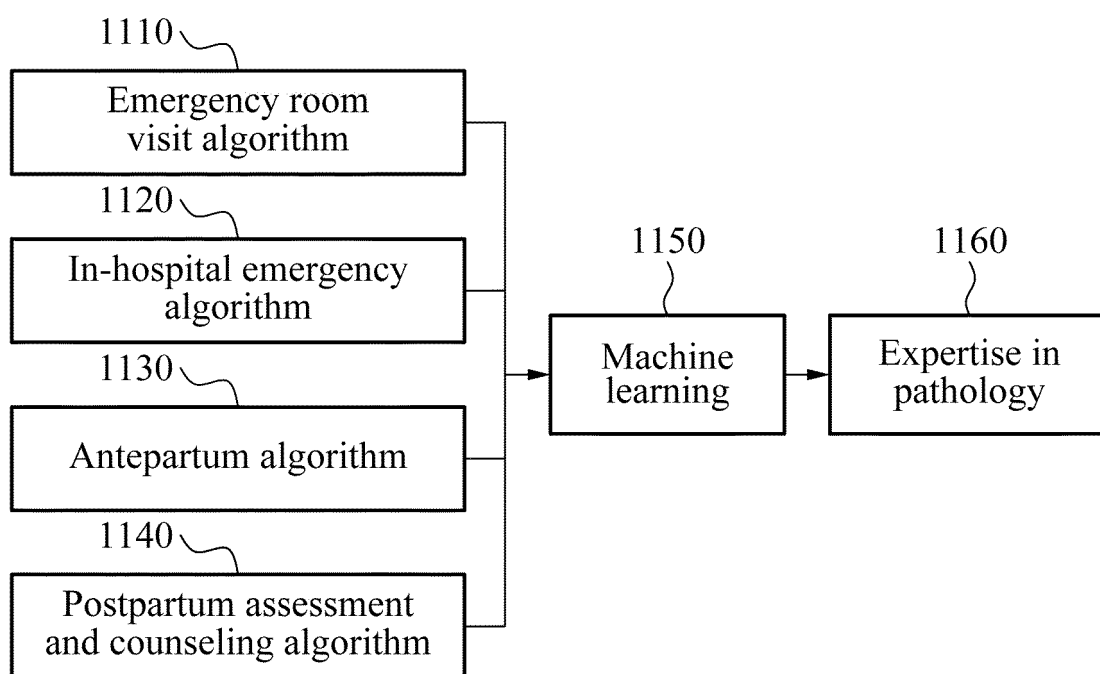 1110
Emergency room
visit algorithm
1120
In-hospital emergency
algorithm
1130
Antepartum algorithm
1140
Postpartum assessment
and counseling algorithm
1150
Machine
learning
1160
Expertise in
pathology